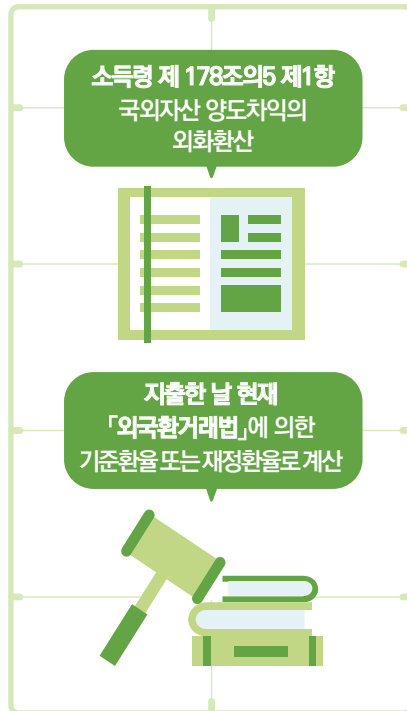 소득령 제 178조의5 제1항
국외자산 양도차익의
외화환산
지출한 날 현재
「외국환거래법」에 의한
기준환율 또는 재정환율로 계산